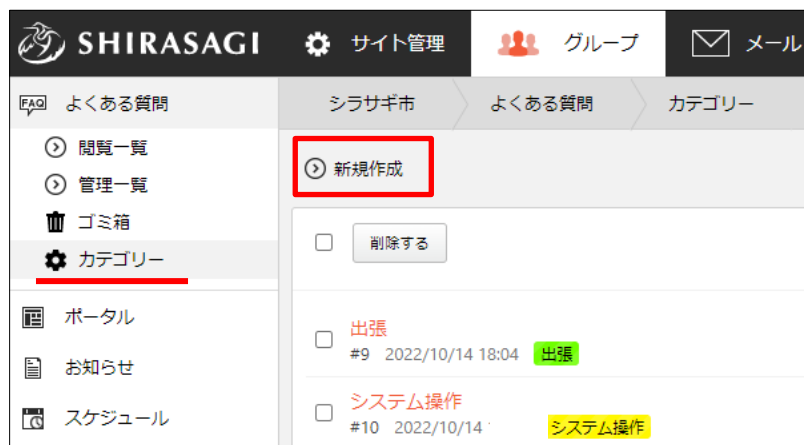 SHIRASAGI サイト管理 グループ メール
FAQ よくある質問
閲覧一覧
管理一覧
ゴミ箱
カテゴリー
ポータル
お知らせ
スケジュール
シラサギ市 よくある質問 カテゴリー
新規作成
削除する
出張
#9 2022/10/14 18:04 出張
システム操作
#10 2022/10/14 システム操作